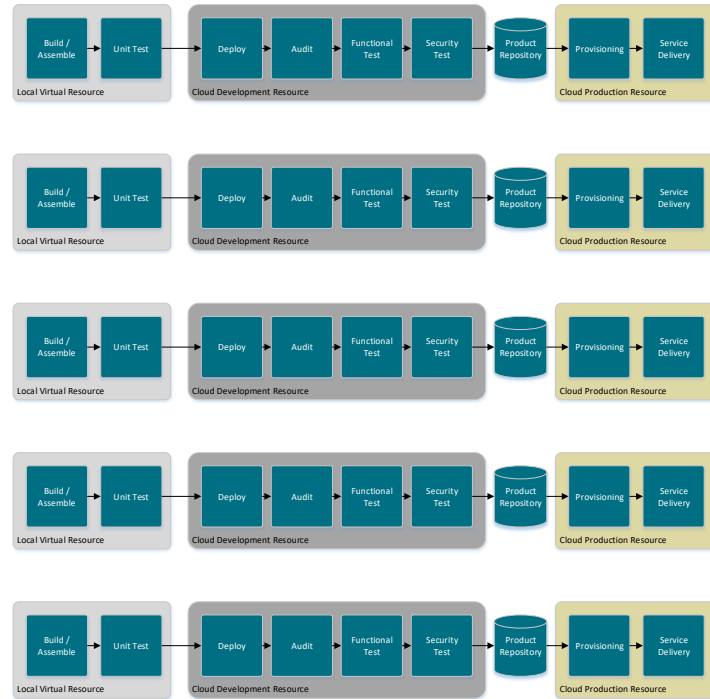 Build /
Assemble
Unit Test
Deploy
Audit
Functional
Test
Security
Test
Product
Repository
Provisioning
Service
Delivery
Local Virtual Resource
Cloud Development Resource
Cloud Production Resource
Build /
Assemble
Unit Test
Deploy
Audit
Functional
Test
Security
Test
Product
Repository
Provisioning
Service
Delivery
Local Virtual Resource
Cloud Development Resource
Cloud Production Resource
Build /
Assemble
Unit Test
Deploy
Audit
Functional
Test
Security
Test
Product
Repository
Provisioning
Service
Delivery
Local Virtual Resource
Cloud Development Resource
Cloud Production Resource
Build /
Assemble
Unit Test
Deploy
Audit
Functional
Test
Security
Test
Product
Repository
Provisioning
Service
Delivery
Local Virtual Resource
Cloud Development Resource
Cloud Production Resource
Build /
Assemble
Unit Test
Deploy
Audit
Functional
Test
Security
Test
Product
Repository
Provisioning
Service
Delivery
Local Virtual Resource
Cloud Development Resource
Cloud Production Resource